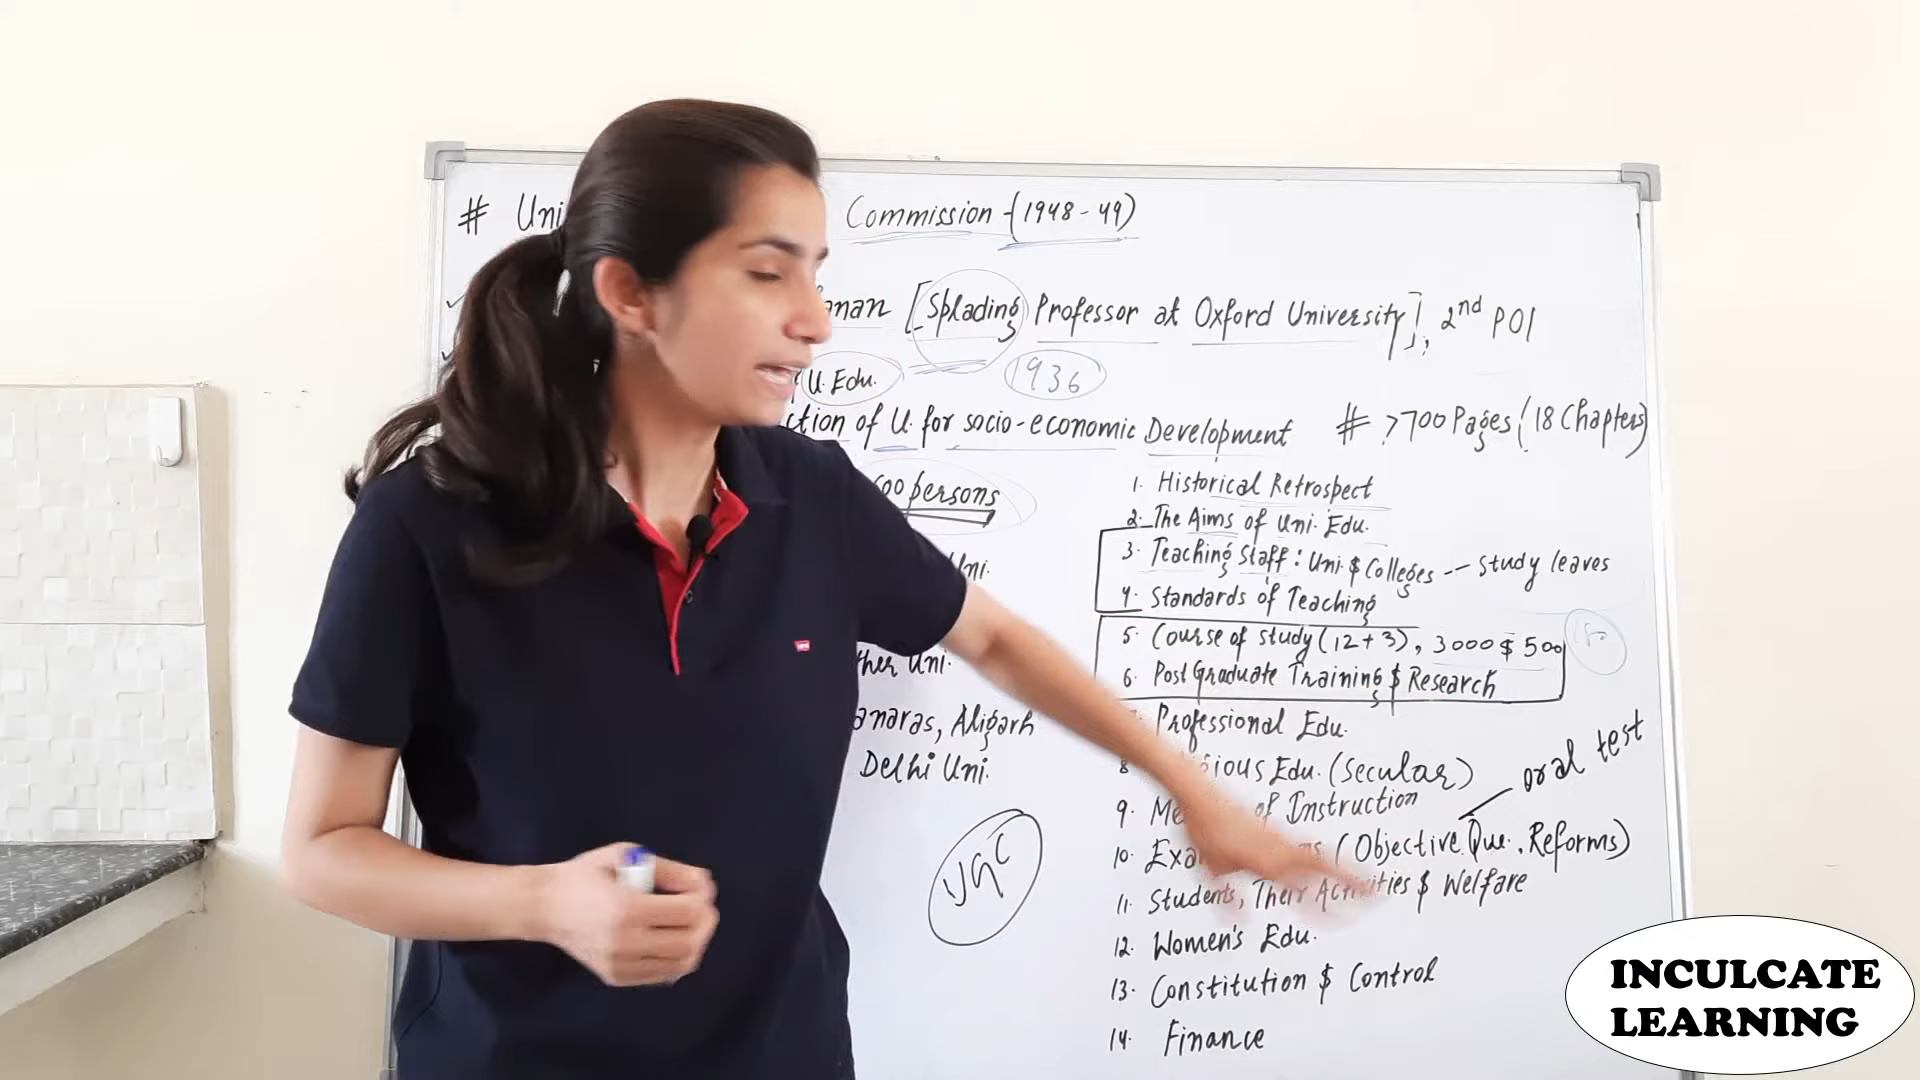 # Uni Commission - (1948 - 49)
anan [Splading Professor at Oxford University], 2nd POI
U. Edu. 1936
ction of U. for socio-economic Development # >700 Pages (18 Chapters)
00 persons
1. Historical Retrospect
2. The Aims of Uni. Edu.
3. Teaching Staff : Uni $ Colleges -- Study leaves
ni.
4. Standards of Teaching
5. Course of study (12 + 3), 3000 $ 500
ther Uni.
6. Post Graduate Training $ Research
anaras, Aligarh
Professional Edu.
Delhi Uni.
8 gious Edu. (Secular)
oral test
9. Me of Instruction
10. Exa ns (Objective Que., Reforms)
UGC
11. Students, Their Activities $ Welfare
12. Women's Edu.
13. Constitution $ Control
14. Finance
INCULCATE
LEARNING